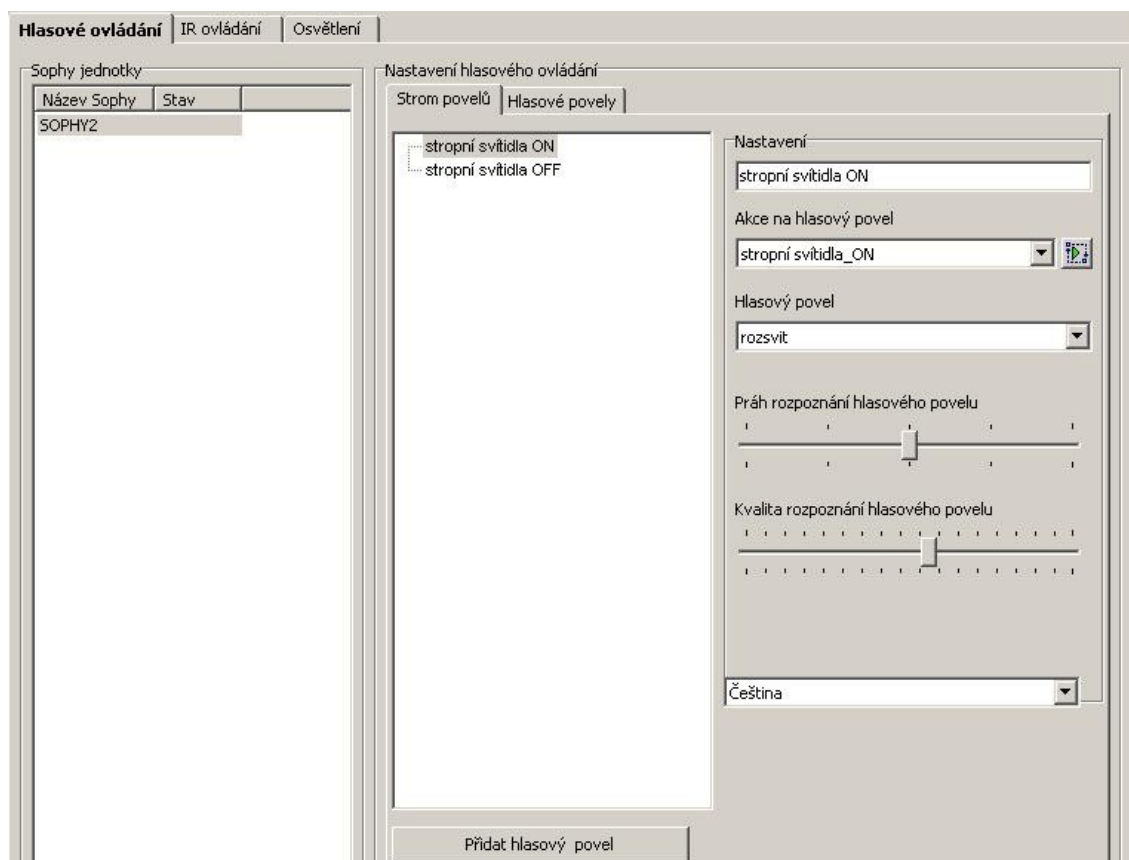 Hlasové ovládání IR ovládání Osvětlení
Sophy jednotky
Název Sophy Stav
SOPHY2
Nastavení hlasového ovládání
Strom povelů Hlasové povely
stropní svítidla ON
stropní svítidla OFF
Nastavení
stropní svítidla ON
Akce na hlasový povel
stropní svítidla_ON
Hlasový povel
rozsvit
Práh rozpoznání hlasového povelu
Kvalita rozpoznání hlasového povelu
Čeština
Přidat hlasový povel